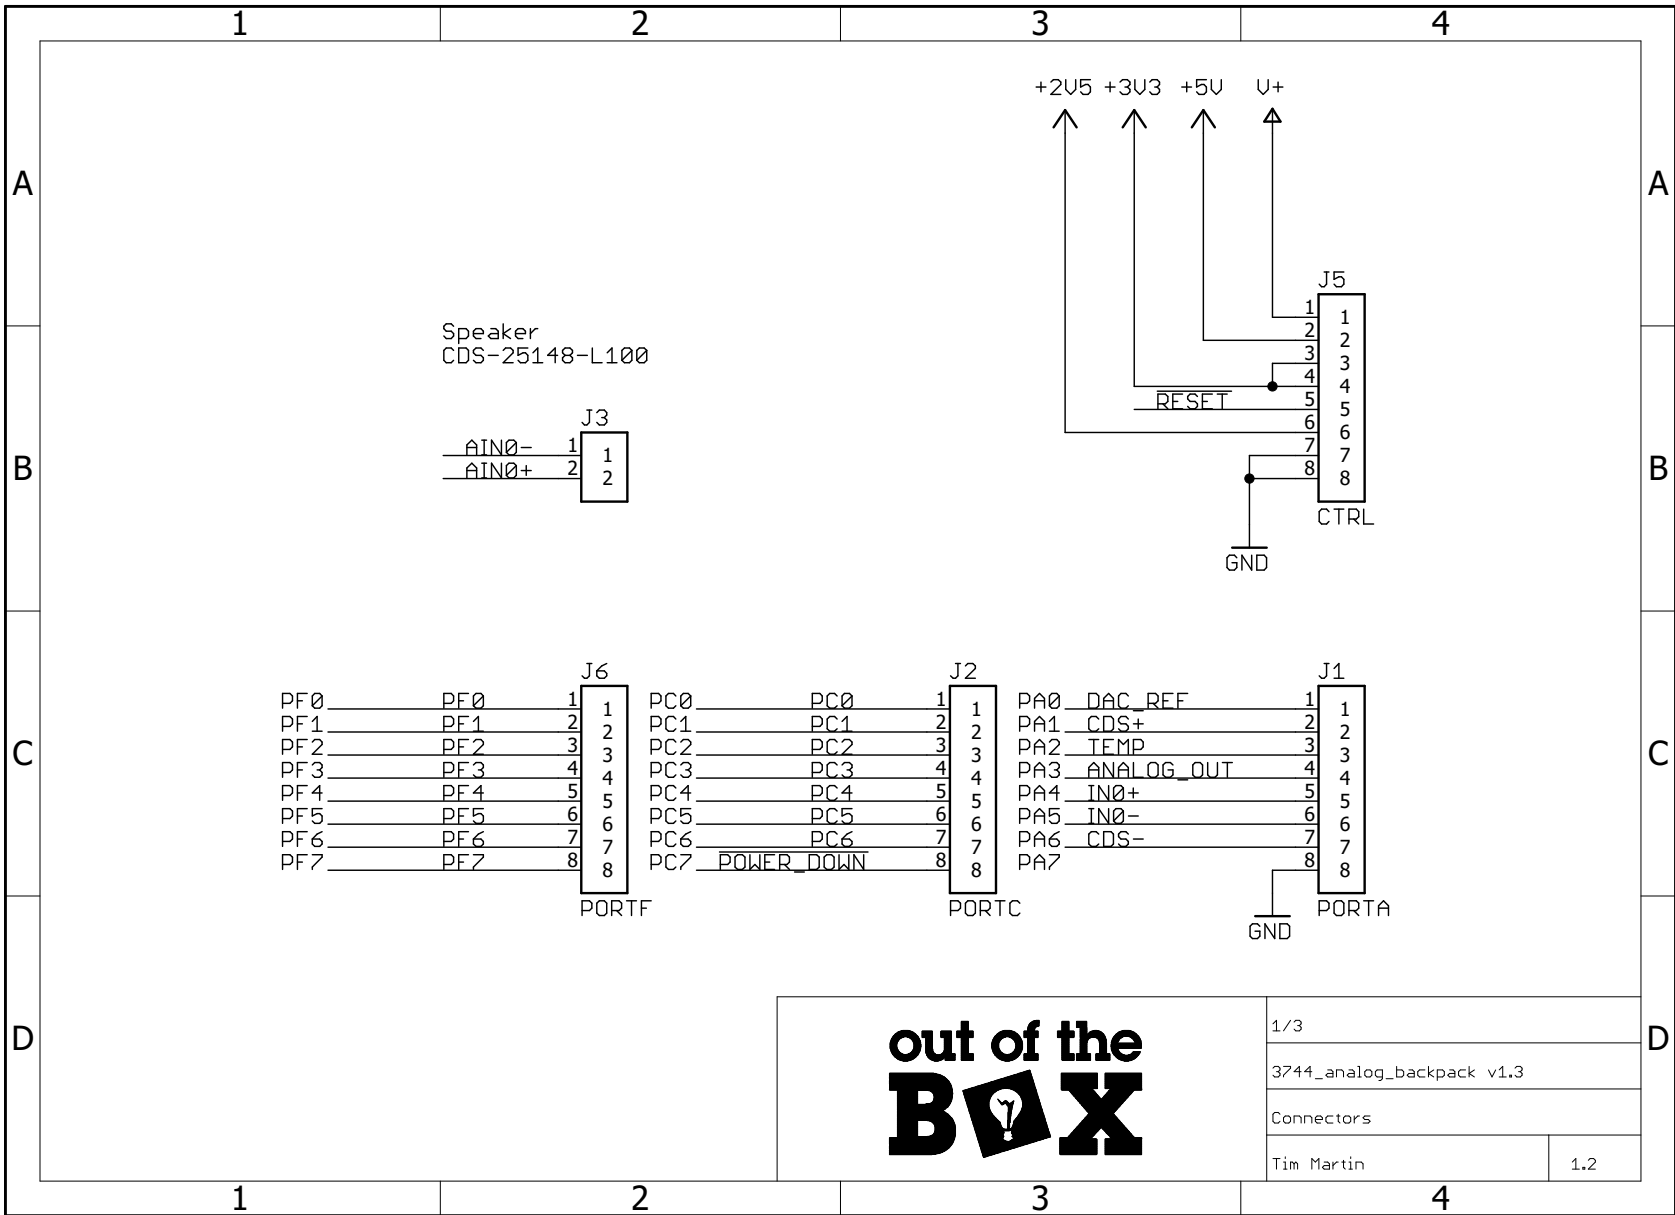 1 2 3 4
+2V5 +3V3 +5V V+
A A
J5
1 1
2 2
3 3
4 4
RESET 5 5
6 6
7 7
8 8
CTRL
GND
Speaker
CDS-25148-L100
J3
AIN0- 1 1
AIN0+ 2 2
B B
J6
PF0 PF0 1 1
PF1 PF1 2 2
PF2 PF2 3 3
PF3 PF3 4 4
PF4 PF4 5 5
PF5 PF5 6 6
PF6 PF6 7 7
PF7 PF7 8 8
PORTF
J2
PC0 PC0 1 1
PC1 PC1 2 2
PC2 PC2 3 3
PC3 PC3 4 4
PC4 PC4 5 5
PC5 PC5 6 6
PC6 PC6 7 7
PC7 POWER_DOWN 8 8
PORTC
J1
PA0 DAC_REF 1 1
PA1 CDS+ 2 2
PA2 TEMP 3 3
PA3 ANALOG_OUT 4 4
PA4 IN0+ 5 5
PA5 IN0- 6 6
PA6 CDS- 7 7
PA7 8 8
PORTA
GND
C C
D D
out of the
BOX
1/3
3744_analog_backpack v1.3
Connectors
Tim Martin 1.2
1 2 3 4